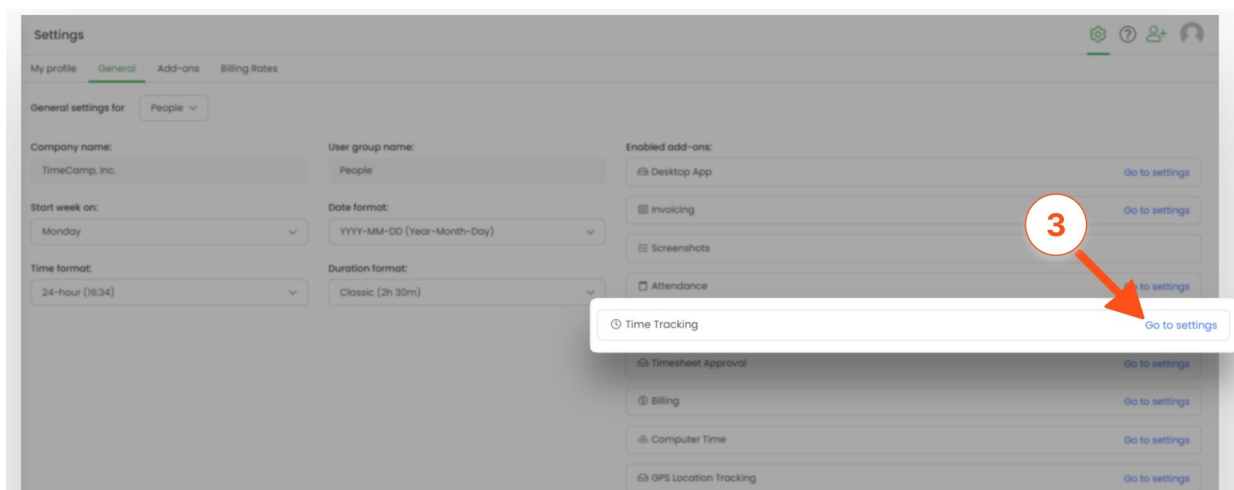 Settings
My profile General Add-ons Billing Rates
General settings for People
Company name:
TimeCamp, Inc.
User group name:
People
Start week on:
Monday
Date format:
YYYY-MM-DD (Year-Month-Day)
Time format:
24-hour (16:34)
Duration format:
Classic (2h 30m)
Enabled add-ons:
Desktop App Go to settings
Invoicing Go to settings
3
Screenshots
Attendance Go to settings
Time Tracking Go to settings
Timesheet Approval Go to settings
Billing Go to settings
Computer Time Go to settings
GPS Location Tracking Go to settings